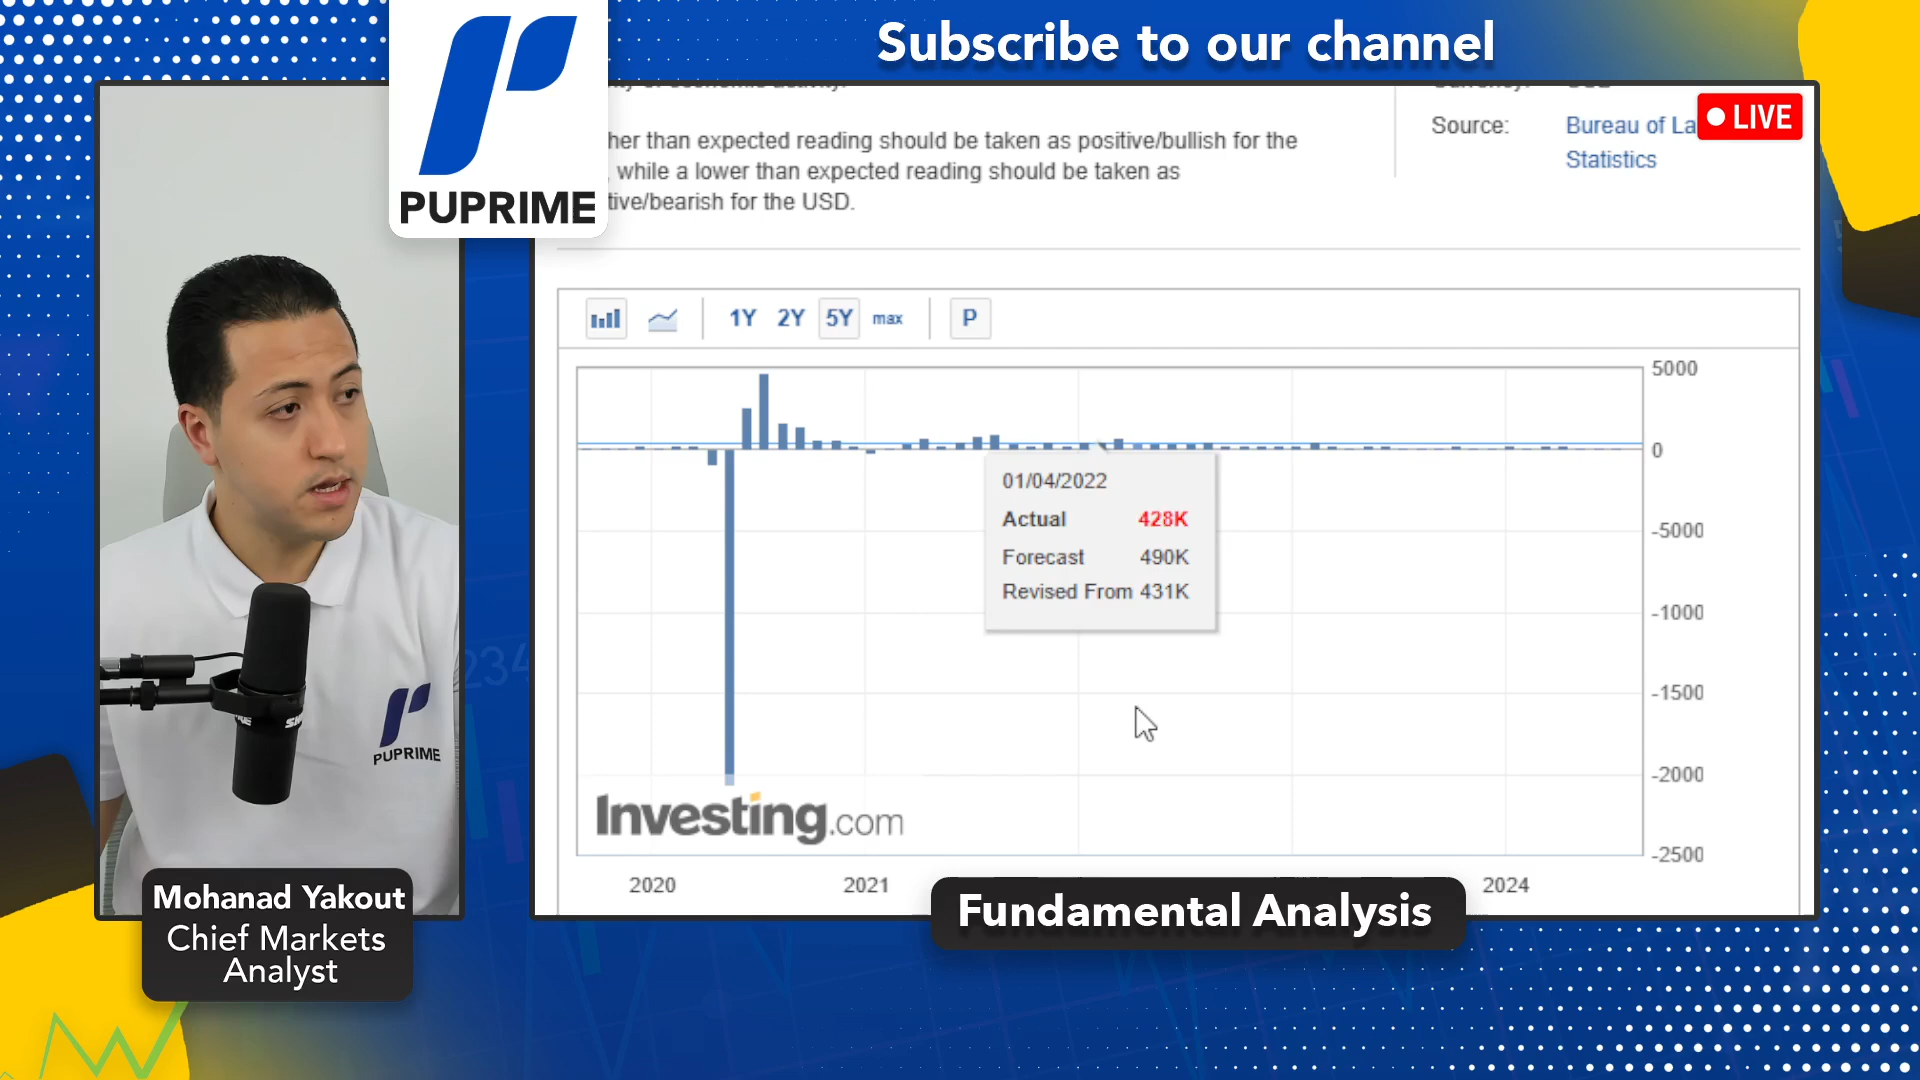 Subscribe to our channel
LIVE
PUPRIME
her than expected reading should be taken as positive/bullish for the
, while a lower than expected reading should be taken as
tive/bearish for the USD.
Source:
Bureau of La
Statistics
1Y 2Y 5Y max P
5000
0
-5000
-1000
-1500
-2000
-2500
01/04/2022
Actual 428K
Forecast 490K
Revised From 431K
Investing.com
2020 2021 2024
PUPRIME
Mohanad Yakout
Chief Markets
Analyst
Fundamental Analysis